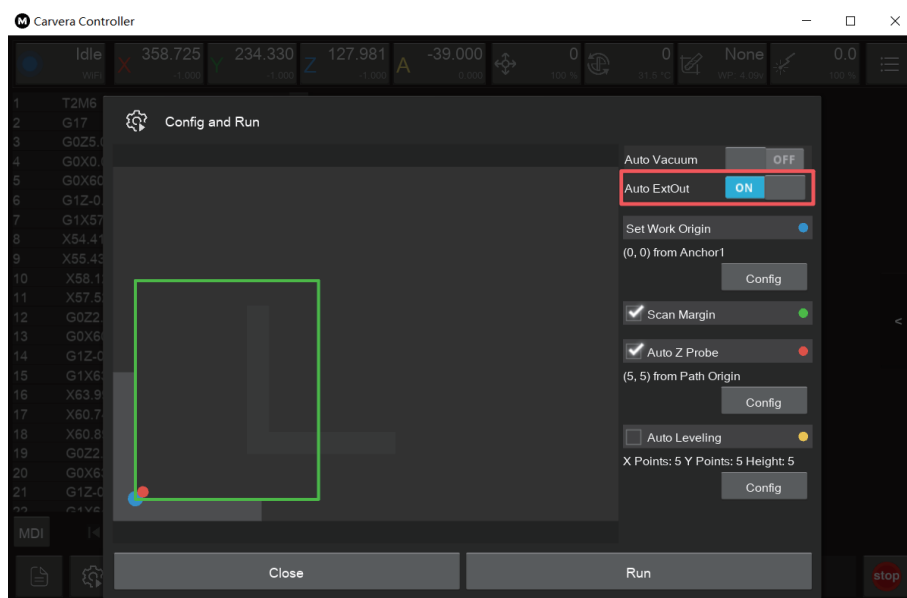 Carvera Controller
Idle
WiFi
X 358.725
-1.000
Y 234.330
-1.000
Z 127.981
-1.000
A -39.000
0.000
0
100 %
0
31.5 °C
None
WP: 4.09v
0.0
100 %
1 T2M6
2 G17
3 G0Z5.0
4 G0X0.
5 G0X60
6 G1Z-0
7 G1X57
8 X54.41
9 X55.43
10 X58.1
11 X57.5
12 G0Z2
13 G0X6
14 G1Z-0
15 G1X6
16 X63.9
17 X60.7
18 X60.8
19 G0Z2
20 G0X6
21 G1Z-0
22 G1X6
MDI
Config and Run
Auto Vacuum OFF
Auto ExtOut ON
Set Work Origin
(0, 0) from Anchor1
Config
Scan Margin
Auto Z Probe
(5, 5) from Path Origin
Config
Auto Leveling
X Points: 5 Y Points: 5 Height: 5
Config
<
Close
Run
stop